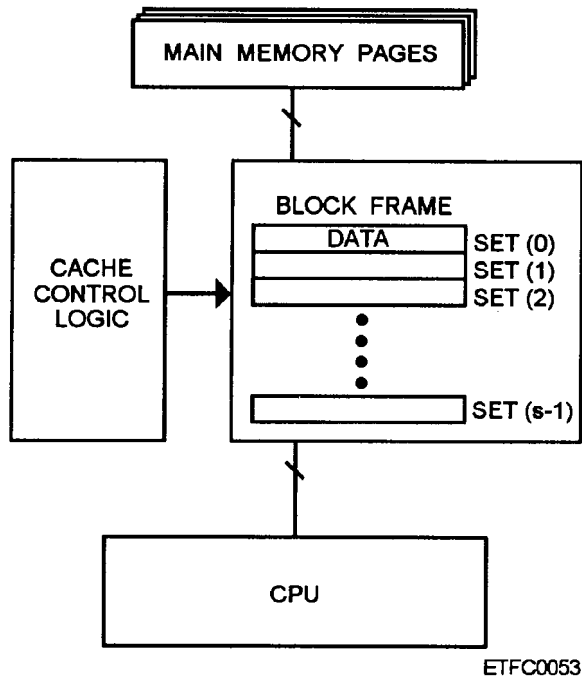 MAIN MEMORY PAGES
BLOCK FRAME
DATA
SET (0)
SET (1)
SET (2)
SET (s-1)
CACHE
CONTROL
LOGIC
CPU
ETFC0053